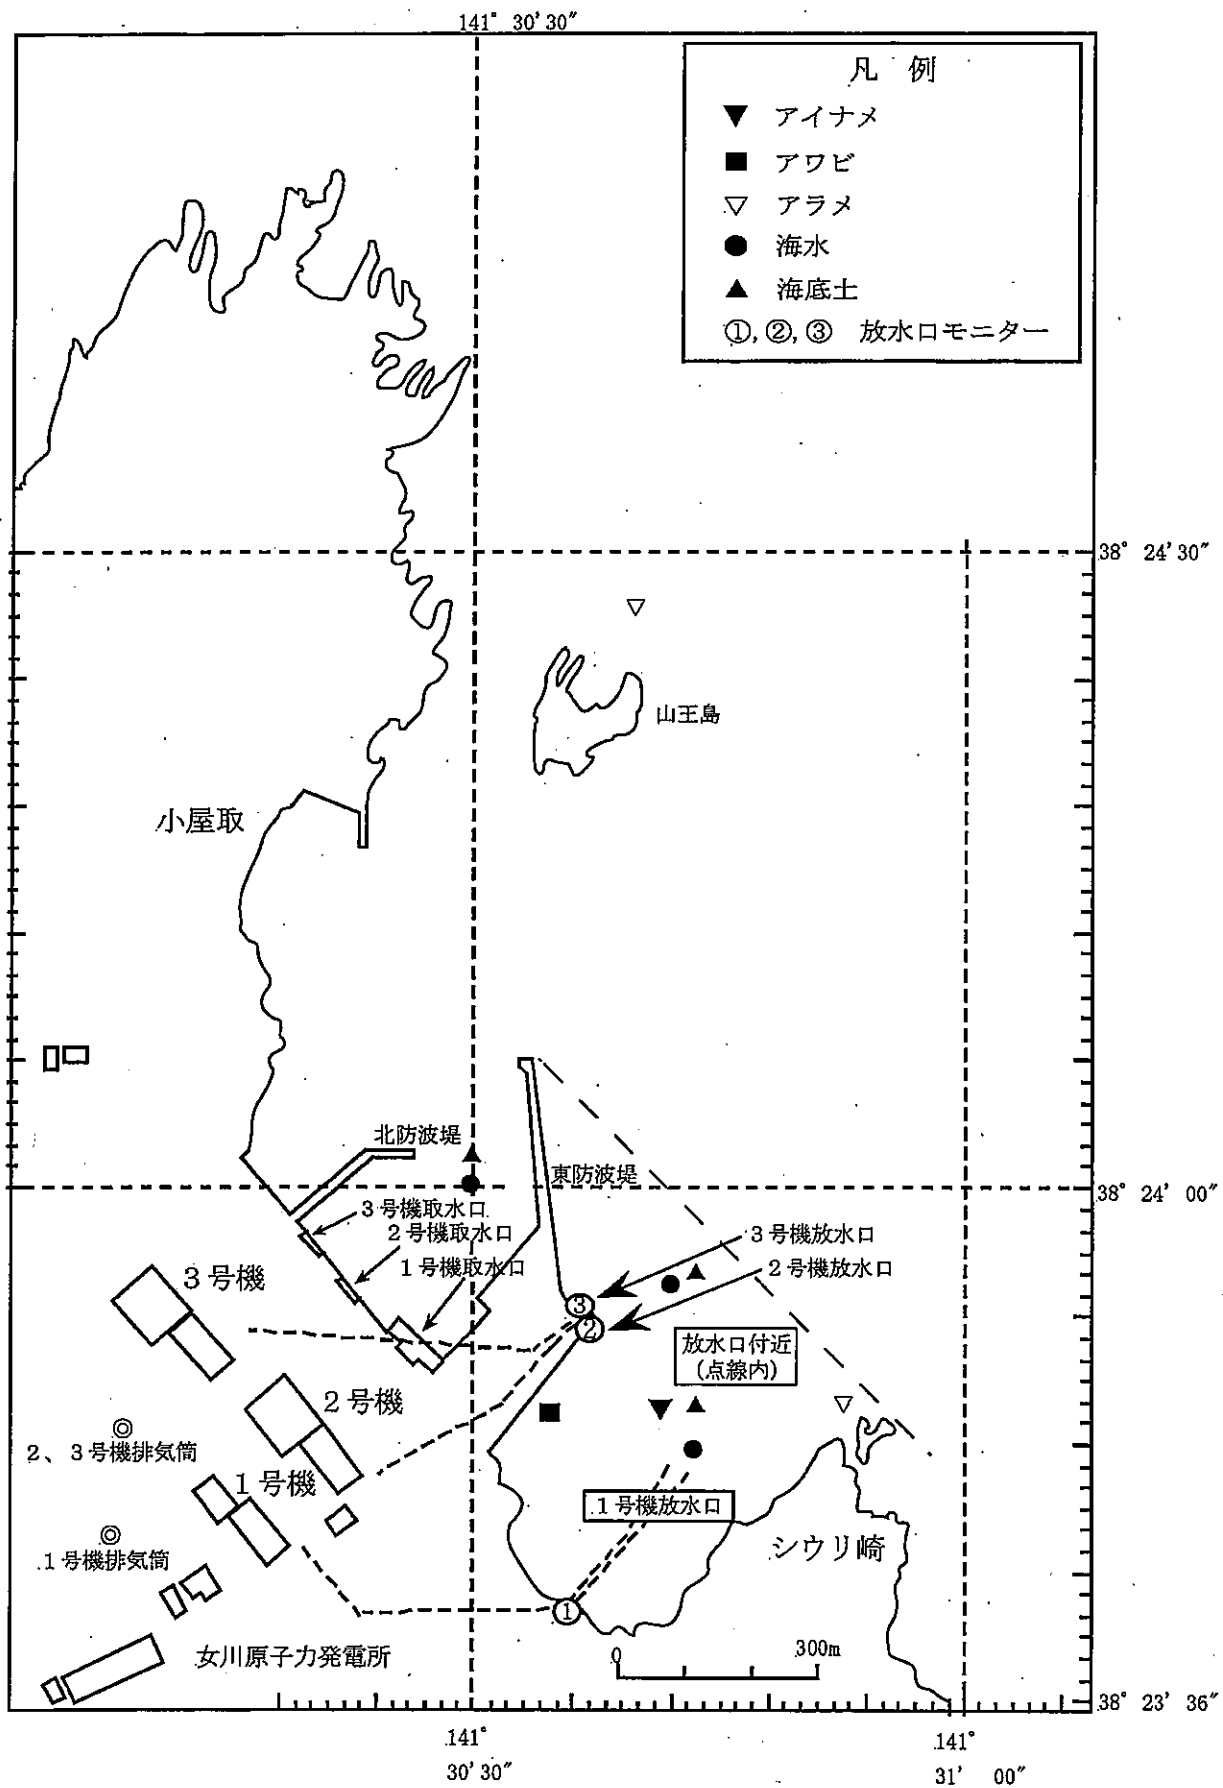 141° 30'30″
凡 例
▼ アイナメ
■ アワビ
▽ アラメ
● 海水
▲ 海底土
①,②,③ 放水口モニター
38° 24'30″
山王島
小屋取
北防波堤
東防波堤
38° 24'00″
3号機取水口
2号機取水口
1号機取水口
3号機放水口
2号機放水口
3号機
③
②
放水口付近
(点線内)
2号機
2、3号機排気筒
1号機
1号機放水口
1号機排気筒
シウリ崎
①
女川原子力発電所
0 300m
38° 23'36″
141°
30'30″
141°
31' 00″